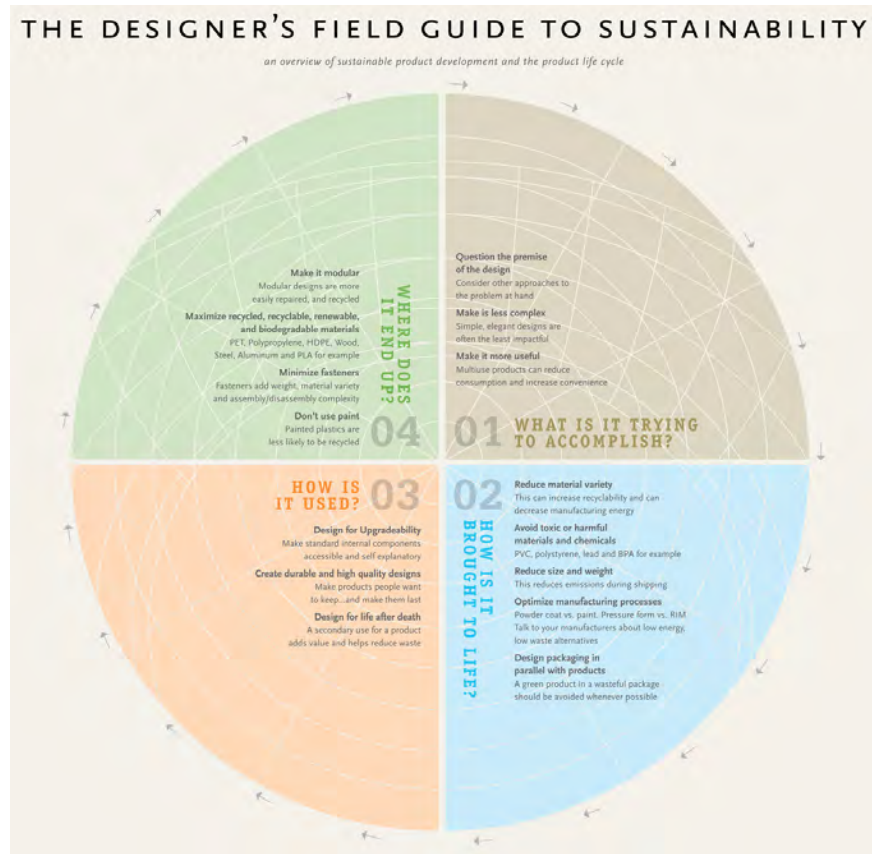 THE DESIGNER'S FIELD GUIDE TO SUSTAINABILITY
an overview of sustainable product development and the product life cycle
Question the premise
of the design
Consider other approaches to
the problem at hand
Make is less complex
Simple, elegant designs are
often the least impactful
Make it more useful
Multiuse products can reduce
consumption and increase convenience
01
WHAT IS IT TRYING
TO ACCOMPLISH?
02
HOW IS IT
BROUGHT TO LIFE?
Reduce material variety
This can increase recyclability and can
decrease manufacturing energy
Avoid toxic or harmful
materials and chemicals
PVC, polystyrene, lead and BPA for example
Reduce size and weight
This reduces emissions during shipping
Optimize manufacturing processes
Powder coat vs. paint, Pressure form vs. RIM
Talk to your manufacturers about low energy,
low waste alternatives
Design packaging in
parallel with products
A green product in a wasteful package
should be avoided whenever possible
HOW IS
IT USED?
03
Design for Upgradeability
Make standard internal components
accessible and self explanatory
Create durable and high quality designs
Make products people want
to keep...and make them last
Design for life after death
A secondary use for a product
adds value and helps reduce waste
WHERE DOES
IT END UP?
04
Make it modular
Modular designs are more
easily repaired, and recycled
Maximize recycled, recyclable, renewable,
and biodegradable materials
PET, Polypropylene, HDPE, Wood,
Steel, Aluminum and PLA for example
Minimize fasteners
Fasteners add weight, material variety
and assembly/disassembly complexity
Don't use paint
Painted plastics are
less likely to be recycled